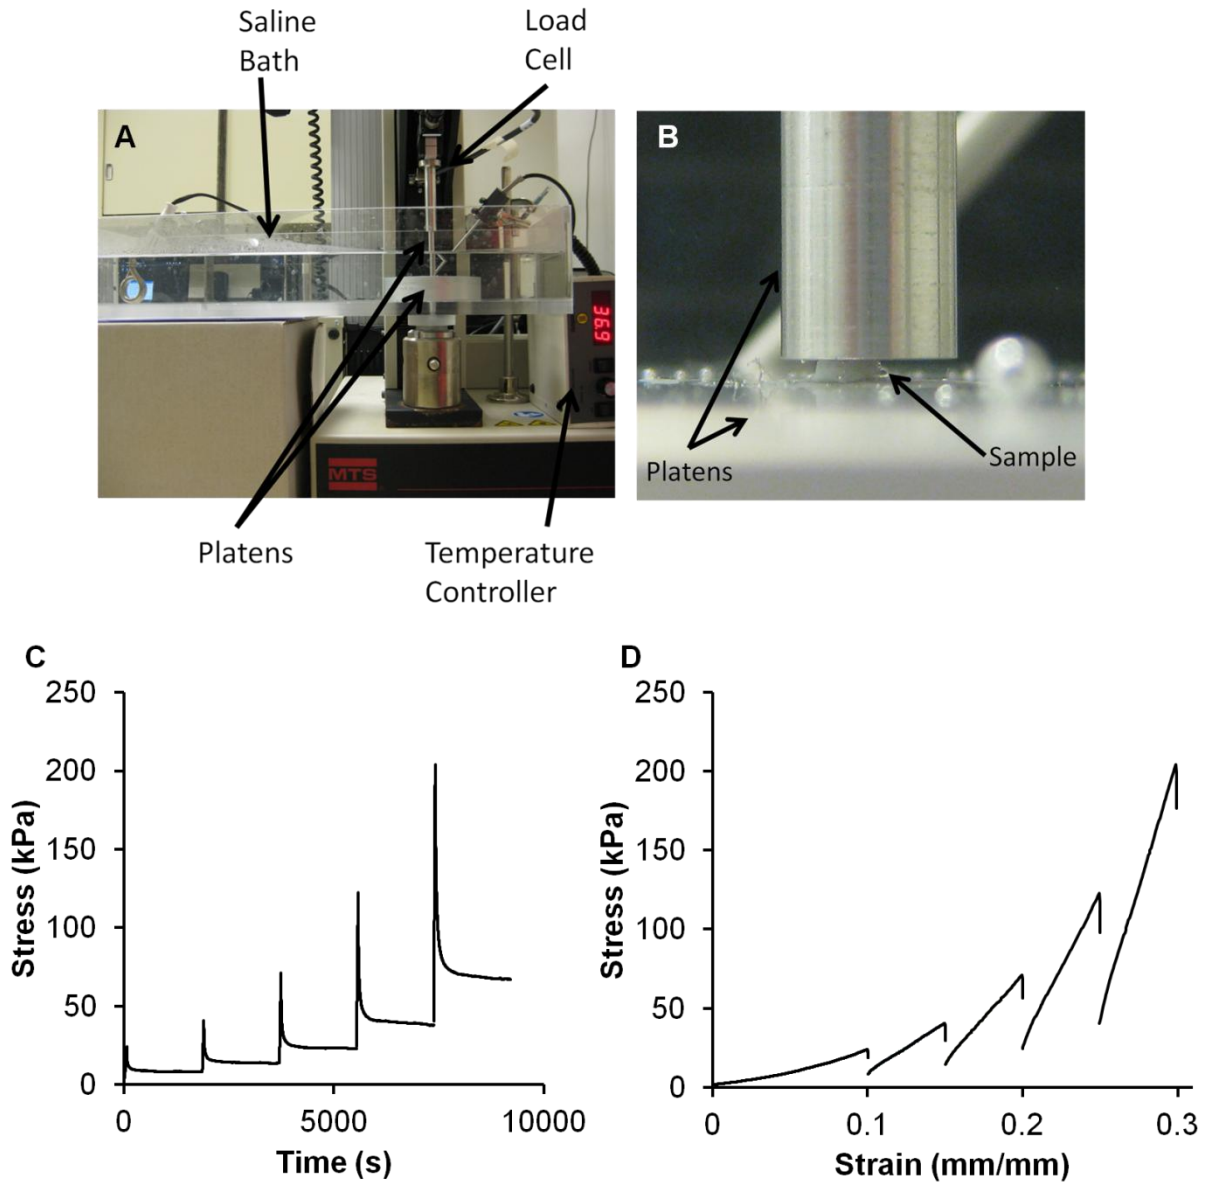 Saline
Bath
Load
Cell
A
B
369
MTS
Platens
Sample
Platens
Temperature
Controller
C
D
250
200
150
100
50
0
Stress (kPa)
0
5000
10000
Time (s)
250
200
150
100
50
0
Stress (kPa)
0
0.1
0.2
0.3
Strain (mm/mm)